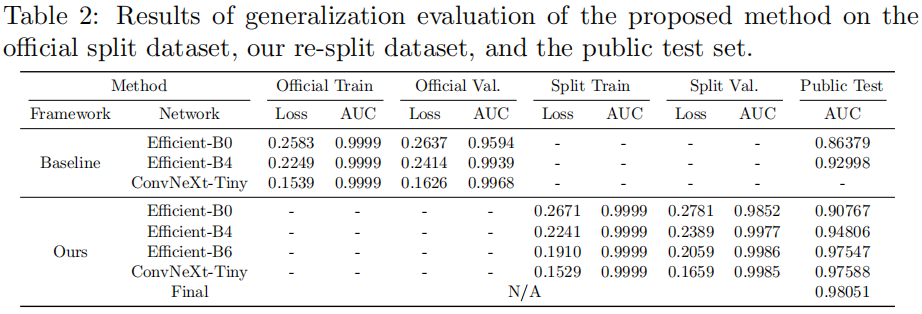 Table 2: Results of generalization evaluation of the proposed method on the
official split dataset, our re-split dataset, and the public test set.
Method Official Train Official Val. Split Train Split Val. Public Test
Framework Network Loss AUC Loss AUC Loss AUC Loss AUC AUC
Efficient-B0 0.2583 0.9999 0.2637 0.9594 - - - - 0.86379
Baseline Efficient-B4 0.2249 0.9999 0.2414 0.9939 - - - - 0.92998
ConvNeXt-Tiny 0.1539 0.9999 0.1626 0.9968 - - - - -
Efficient-B0 - - - - 0.2671 0.9999 0.2781 0.9852 0.90767
Efficient-B4 - - - - 0.2241 0.9999 0.2389 0.9977 0.94806
Ours Efficient-B6 - - - - 0.1910 0.9999 0.2059 0.9986 0.97547
ConvNeXt-Tiny - - - - 0.1529 0.9999 0.1659 0.9985 0.97588
Final N/A 0.98051